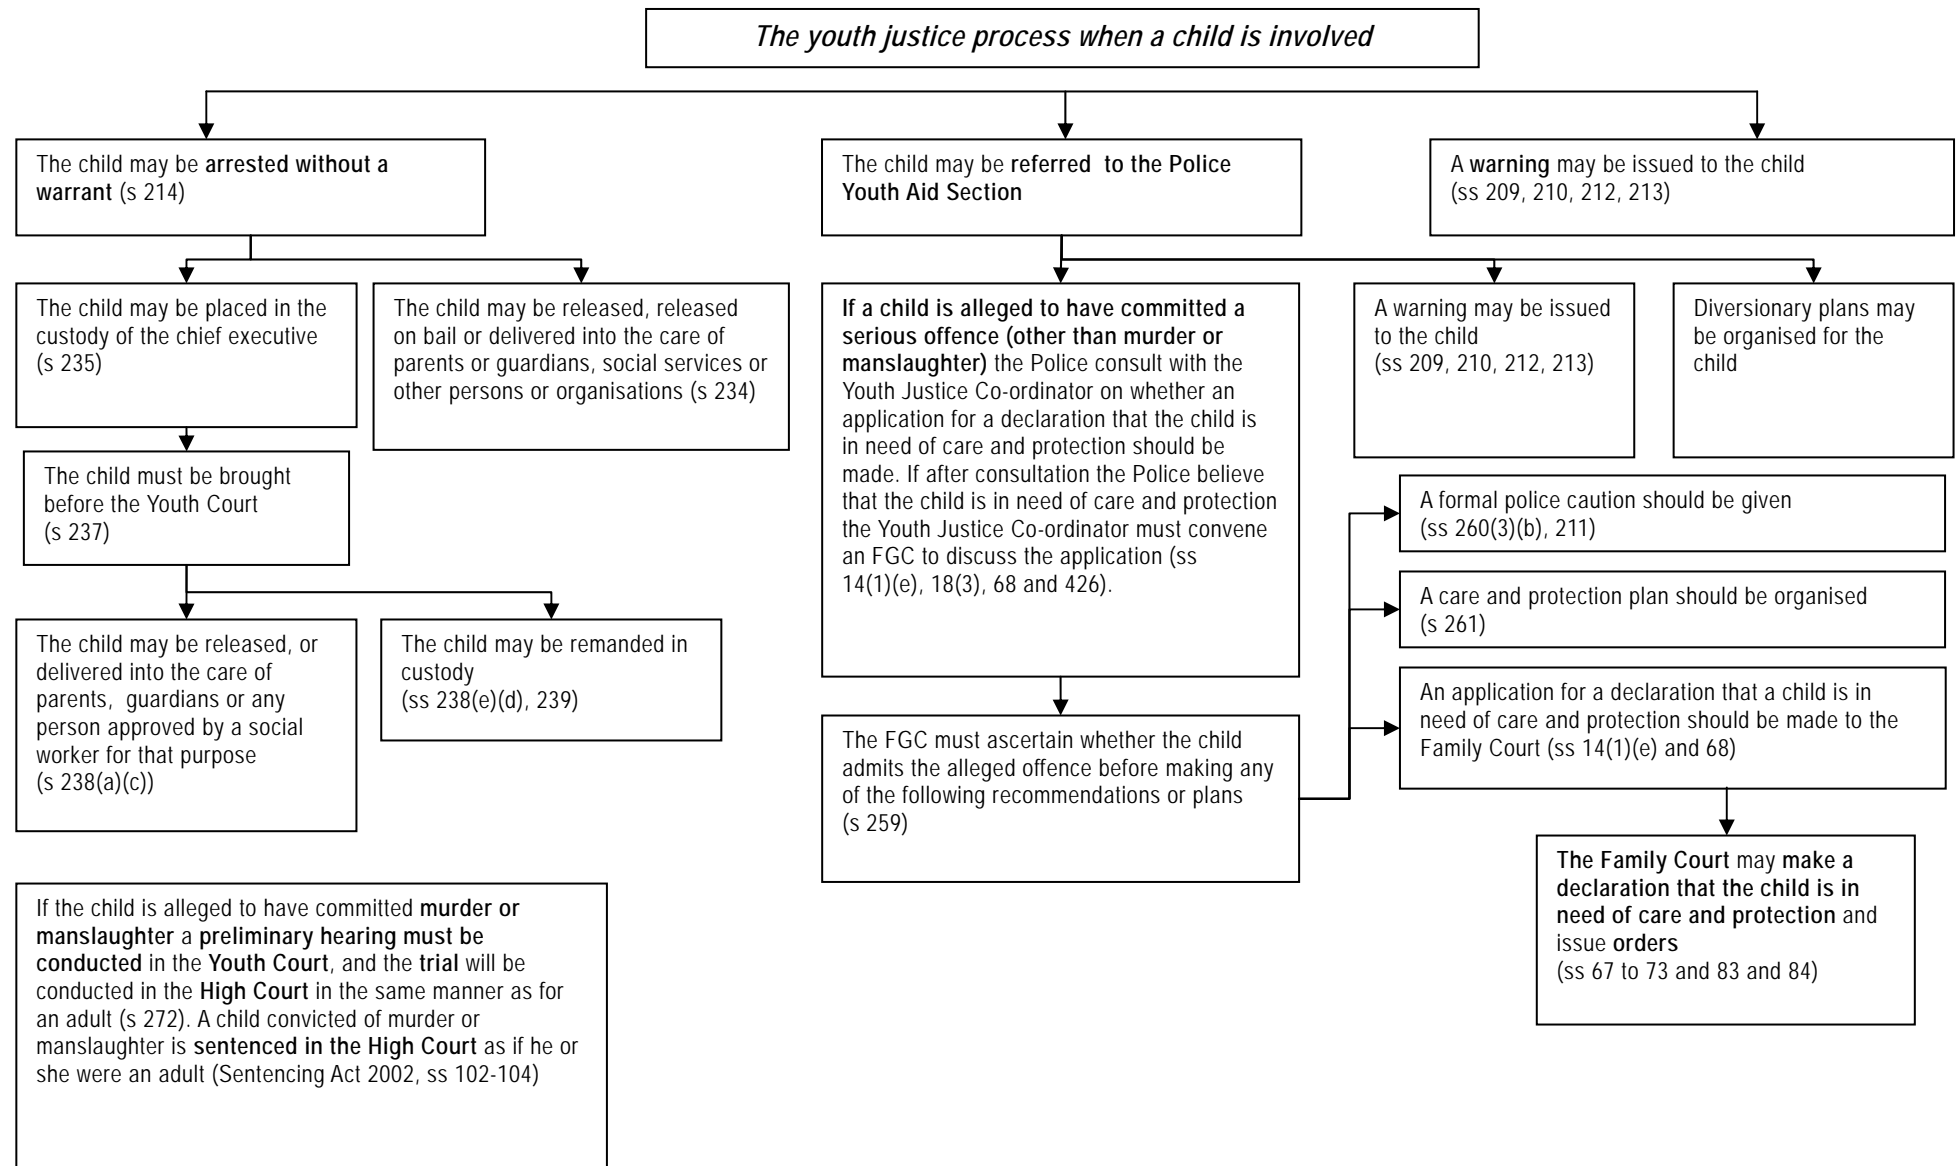 The youth justice process when a child is involved
The child may be arrested without a
warrant (s 214)
The child may be referred  to the Police
Youth Aid Section
A warning may be issued to the child
(ss 209, 210, 212, 213)
The child may be placed in the
custody of the chief executive
(s 235)
The child may be released, released
on bail or delivered into the care of
parents or guardians, social services or
other persons or organisations (s 234)
If a child is alleged to have committed a
serious offence (other than murder or
manslaughter) the Police consult with the
Youth Justice Co-ordinator on whether an
application for a declaration that the child is
in need of care and protection should be
made. If after consultation the Police believe
that the child is in need of care and protection
the Youth Justice Co-ordinator must convene
an FGC to discuss the application (ss
14(1)(e), 18(3), 68 and 426).
A warning may be issued
to the child
(ss 209, 210, 212, 213)
Diversionary plans may
be organised for the
child
The child must be brought
before the Youth Court
(s 237)
A formal police caution should be given
(ss 260(3)(b), 211)
A care and protection plan should be organised
(s 261)
The child may be released, or
delivered into the care of
parents,  guardians or any
person approved by a social
worker for that purpose
(s 238(a)(c))
The child may be remanded in
custody
(ss 238(e)(d), 239)
An application for a declaration that a child is in
need of care and protection should be made to the
Family Court (ss 14(1)(e) and 68)
The FGC must ascertain whether the child
admits the alleged offence before making any
of the following recommendations or plans
(s 259)
The Family Court may make a
declaration that the child is in
need of care and protection and
issue orders
(ss 67 to 73 and 83 and 84)
If the child is alleged to have committed murder or
manslaughter a preliminary hearing must be
conducted in the Youth Court, and the trial will be
conducted in the High Court in the same manner as for
an adult (s 272). A child convicted of murder or
manslaughter is sentenced in the High Court as if he or
she were an adult (Sentencing Act 2002, ss 102-104)